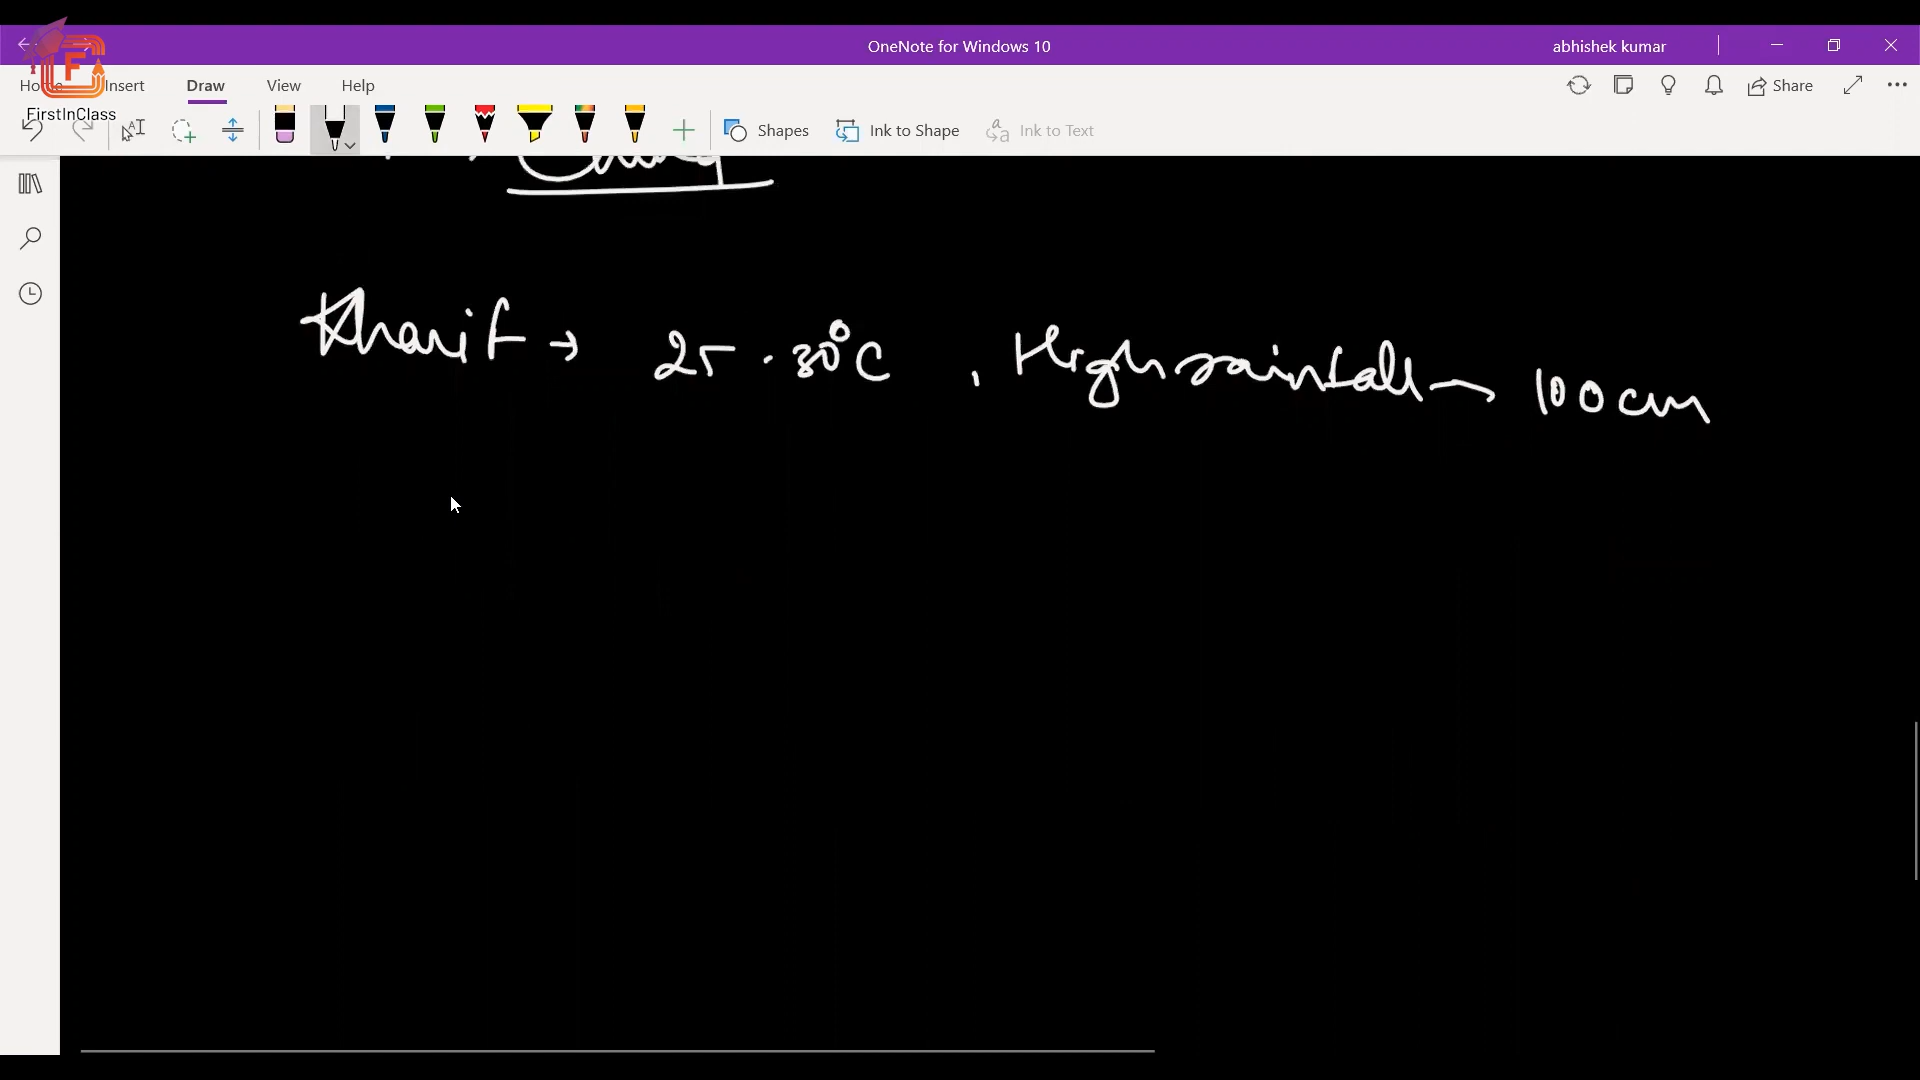 OneNote for Windows 10
abhishek kumar
Insert Draw View Help
Share
FirstInClass
Shapes Ink to Shape Ink to Text
Kharif → 25 - 30°C , High rainfall → 100 cm